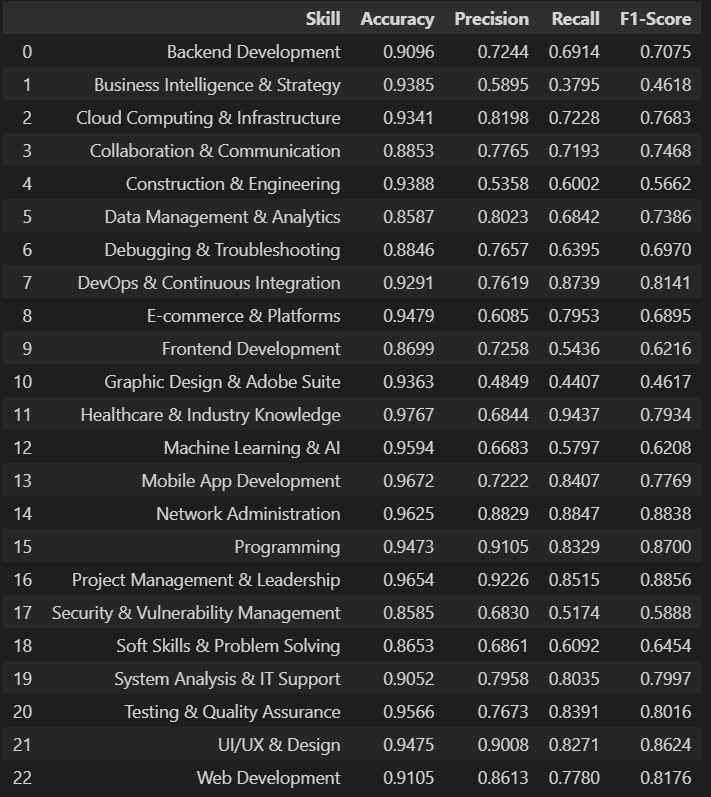 Skill Accuracy Precision Recall F1-Score
0 Backend Development 0.9096 0.7244 0.6914 0.7075
1 Business Intelligence & Strategy 0.9385 0.5895 0.3795 0.4618
2 Cloud Computing & Infrastructure 0.9341 0.8198 0.7228 0.7683
3 Collaboration & Communication 0.8853 0.7765 0.7193 0.7468
4 Construction & Engineering 0.9388 0.5358 0.6002 0.5662
5 Data Management & Analytics 0.8587 0.8023 0.6842 0.7386
6 Debugging & Troubleshooting 0.8846 0.7657 0.6395 0.6970
7 DevOps & Continuous Integration 0.9291 0.7619 0.8739 0.8141
8 E-commerce & Platforms 0.9479 0.6085 0.7953 0.6895
9 Frontend Development 0.8699 0.7258 0.5436 0.6216
10 Graphic Design & Adobe Suite 0.9363 0.4849 0.4407 0.4617
11 Healthcare & Industry Knowledge 0.9767 0.6844 0.9437 0.7934
12 Machine Learning & AI 0.9594 0.6683 0.5797 0.6208
13 Mobile App Development 0.9672 0.7222 0.8407 0.7769
14 Network Administration 0.9625 0.8829 0.8847 0.8838
15 Programming 0.9473 0.9105 0.8329 0.8700
16 Project Management & Leadership 0.9654 0.9226 0.8515 0.8856
17 Security & Vulnerability Management 0.8585 0.6830 0.5174 0.5888
18 Soft Skills & Problem Solving 0.8653 0.6861 0.6092 0.6454
19 System Analysis & IT Support 0.9052 0.7958 0.8035 0.7997
20 Testing & Quality Assurance 0.9566 0.7673 0.8391 0.8016
21 UI/UX & Design 0.9475 0.9008 0.8271 0.8624
22 Web Development 0.9105 0.8613 0.7780 0.8176